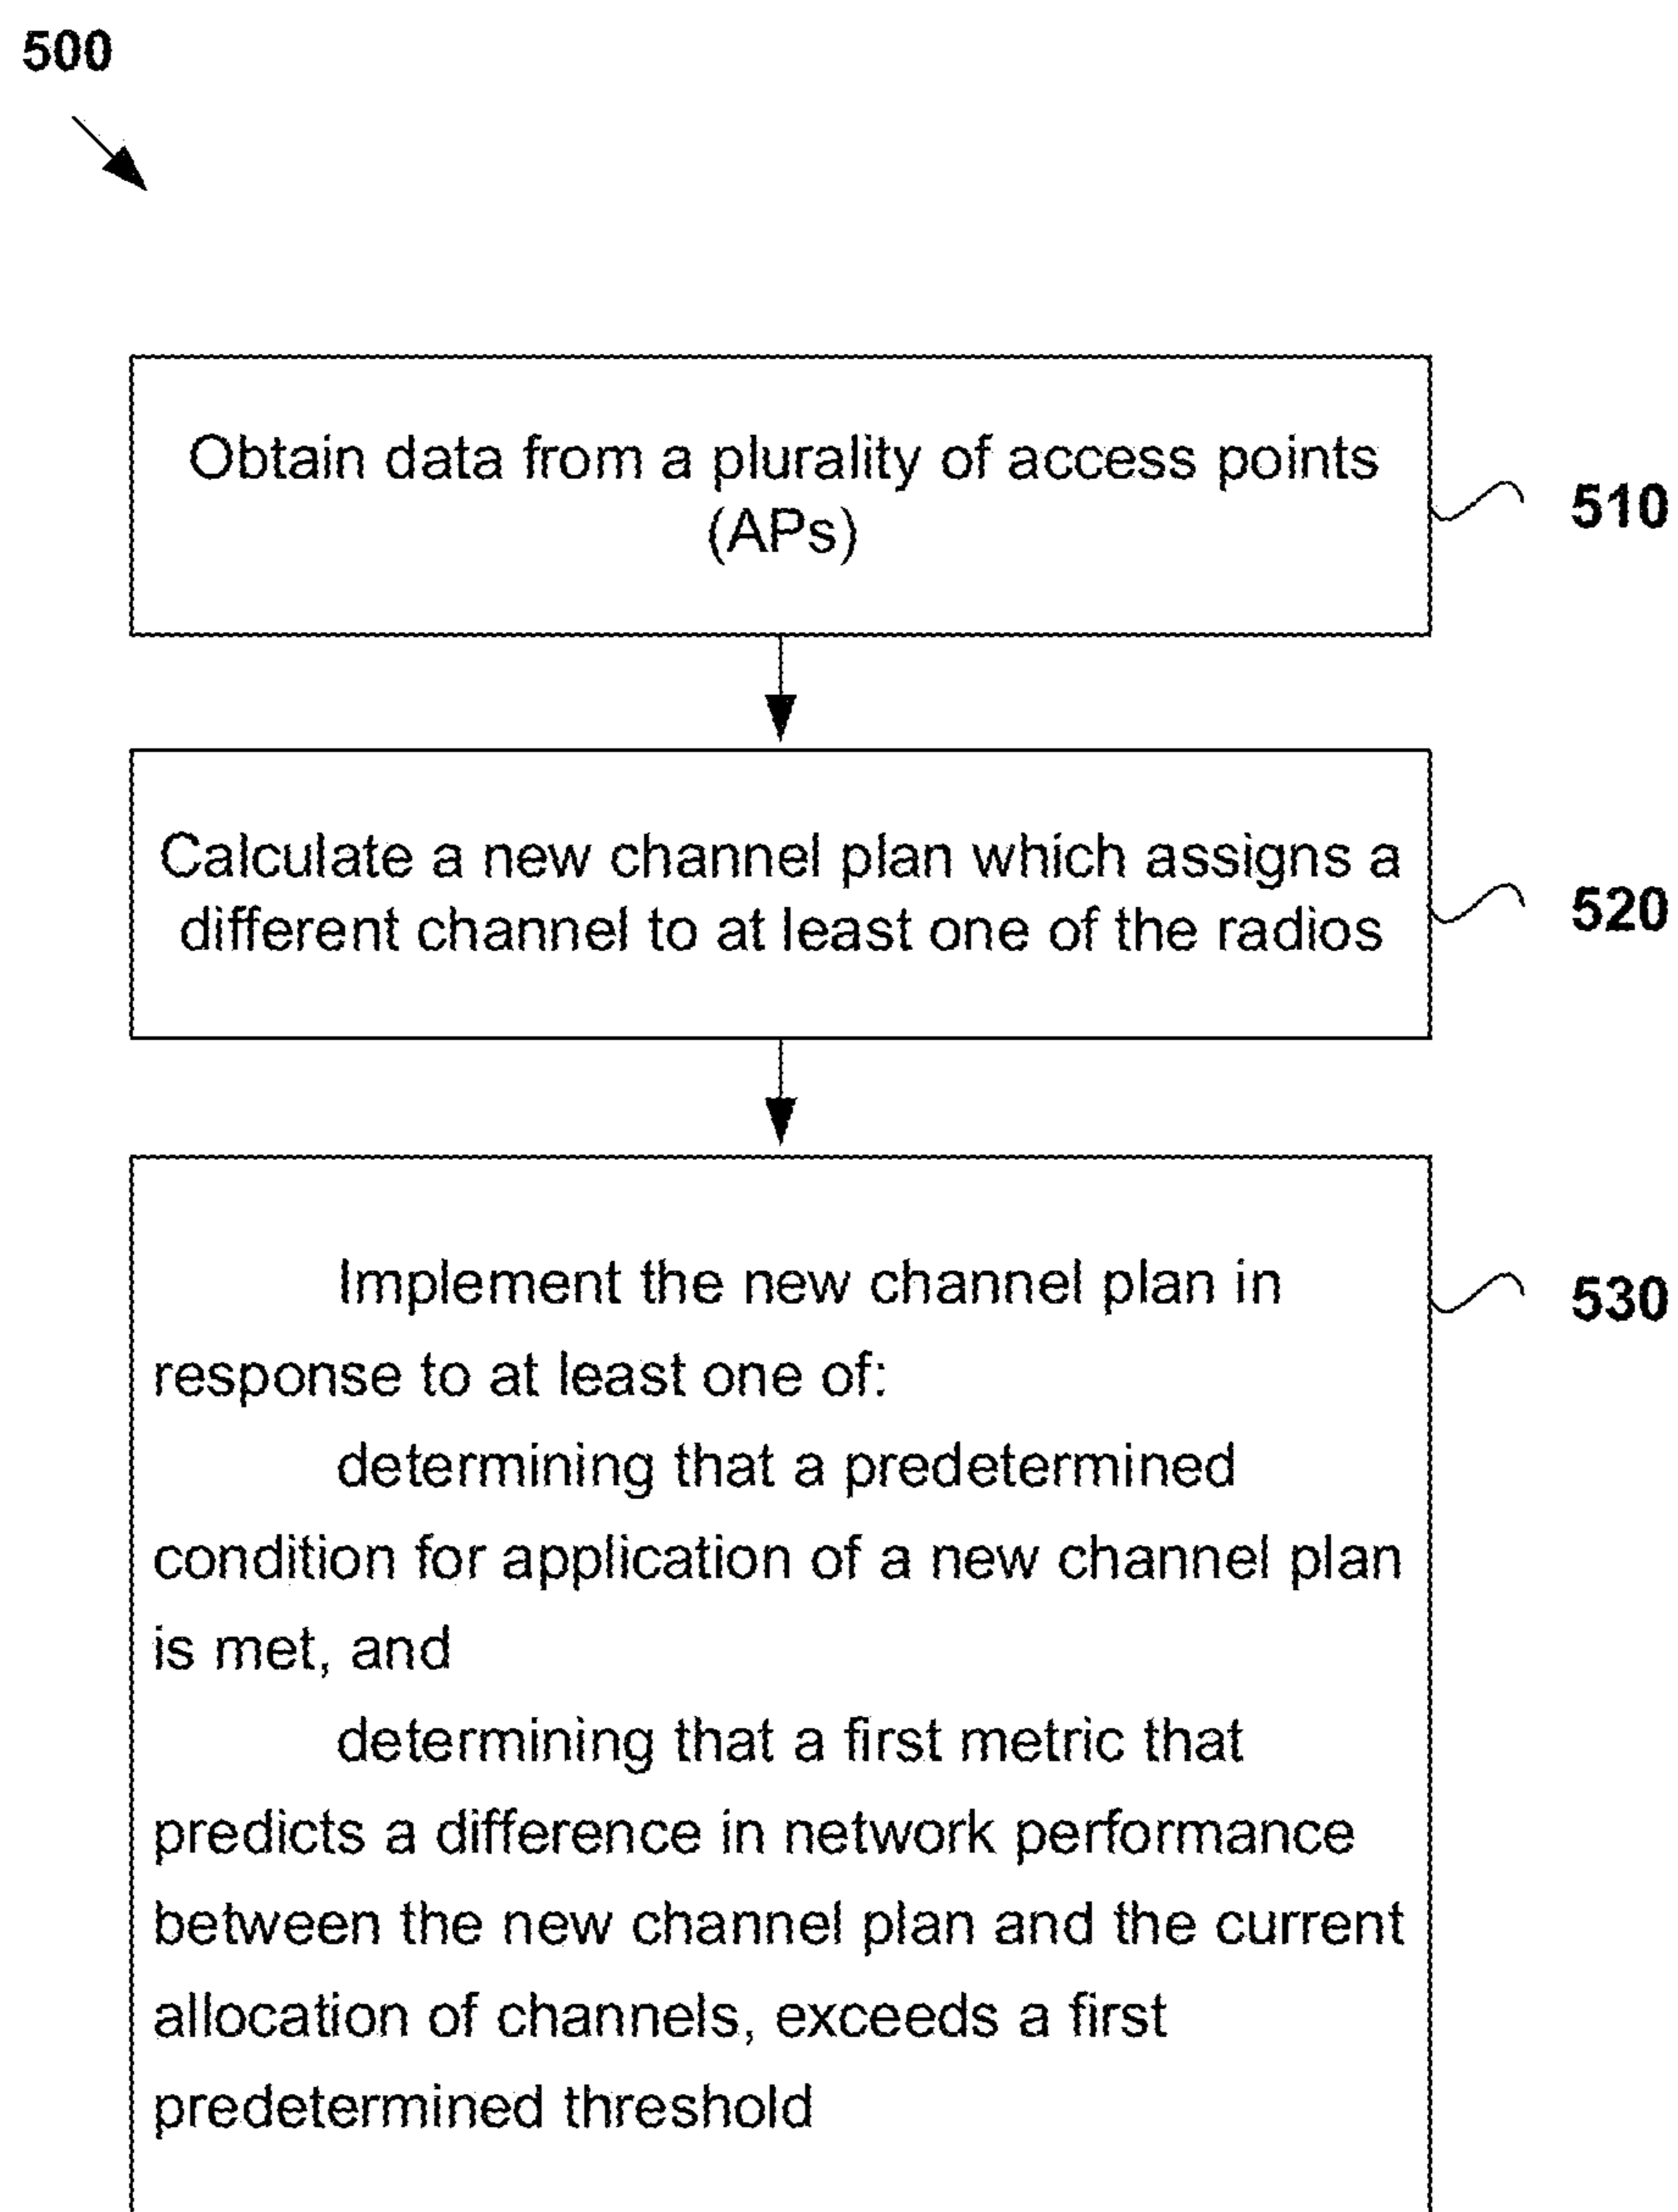 500
Obtain data from a plurality of access points
(APs)
510
Calculate a new channel plan which assigns a
different channel to at least one of the radios
520
Implement the new channel plan in
response to at least one of:
determining that a predetermined
condition for application of a new channel plan
is met, and
determining that a first metric that
predicts a difference in network performance
between the new channel plan and the current
allocation of channels, exceeds a first
predetermined threshold
530